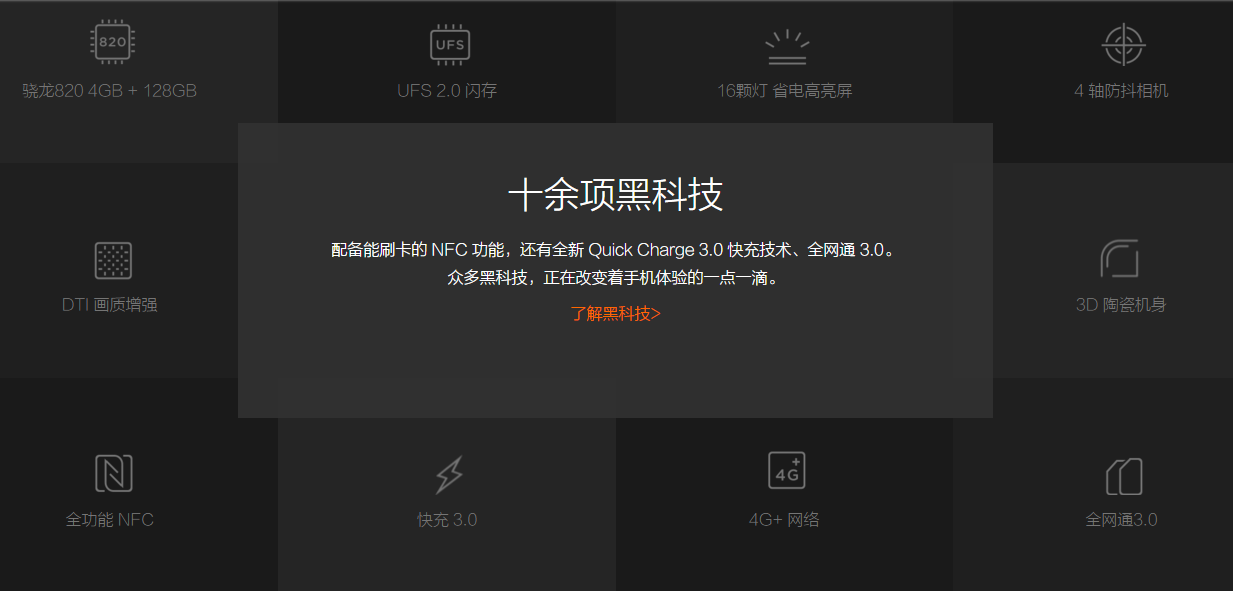 820
UFS
骁龙820 4GB + 128GB
UFS 2.0 闪存
16颗灯 省电高亮屏
4 轴防抖相机
十余项黑科技
配备能刷卡的 NFC 功能，还有全新 Quick Charge 3.0 快充技术、全网通 3.0。
众多黑科技，正在改变着手机体验的一点一滴。
了解黑科技>
DTI 画质增强
3D 陶瓷机身
4G+
全功能 NFC
快充 3.0
4G+ 网络
全网通3.0